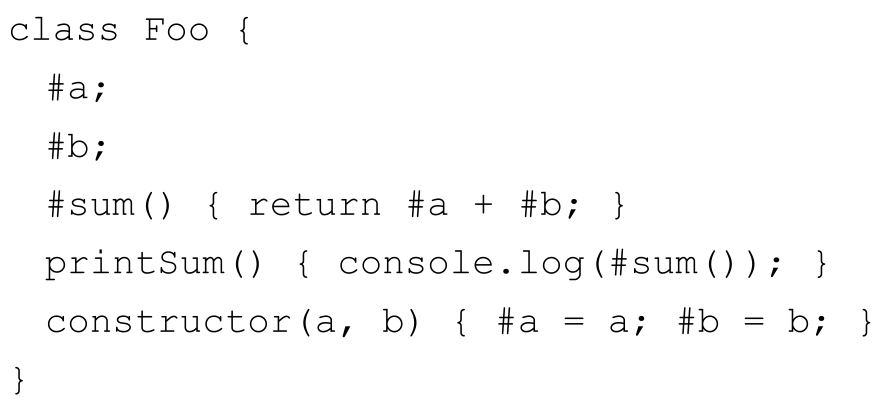 class Foo {
  #a;
  #b;
  #sum() { return #a + #b; }
  printSum() { console.log(#sum()); }
  constructor(a, b) { #a = a; #b = b; }
}